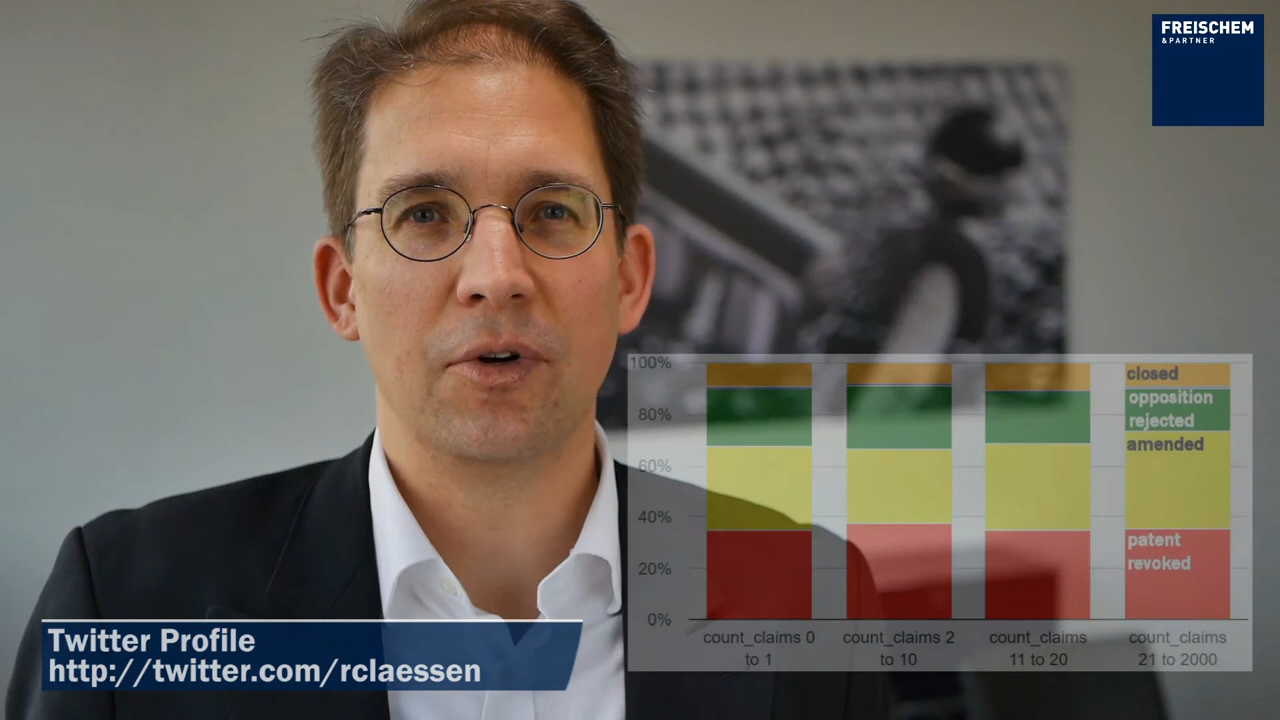 FREISCHEM
& PARTNER
100%
80%
60%
40%
20%
0%
closed
opposition
rejected
amended
patent
revoked
count_claims 0
to 1
count_claims 2
to 10
count_claims
11 to 20
count_claims
21 to 2000
Twitter Profile
http://twitter.com/rclaessen